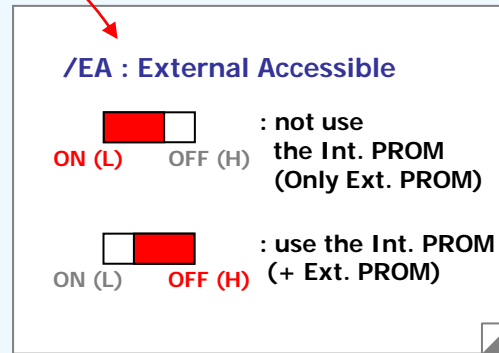 /EA : External Accessible
: not use
the Int. PROM
(Only Ext. PROM)
ON (L) OFF (H)
: use the Int. PROM
(+ Ext. PROM)
ON (L) OFF (H)